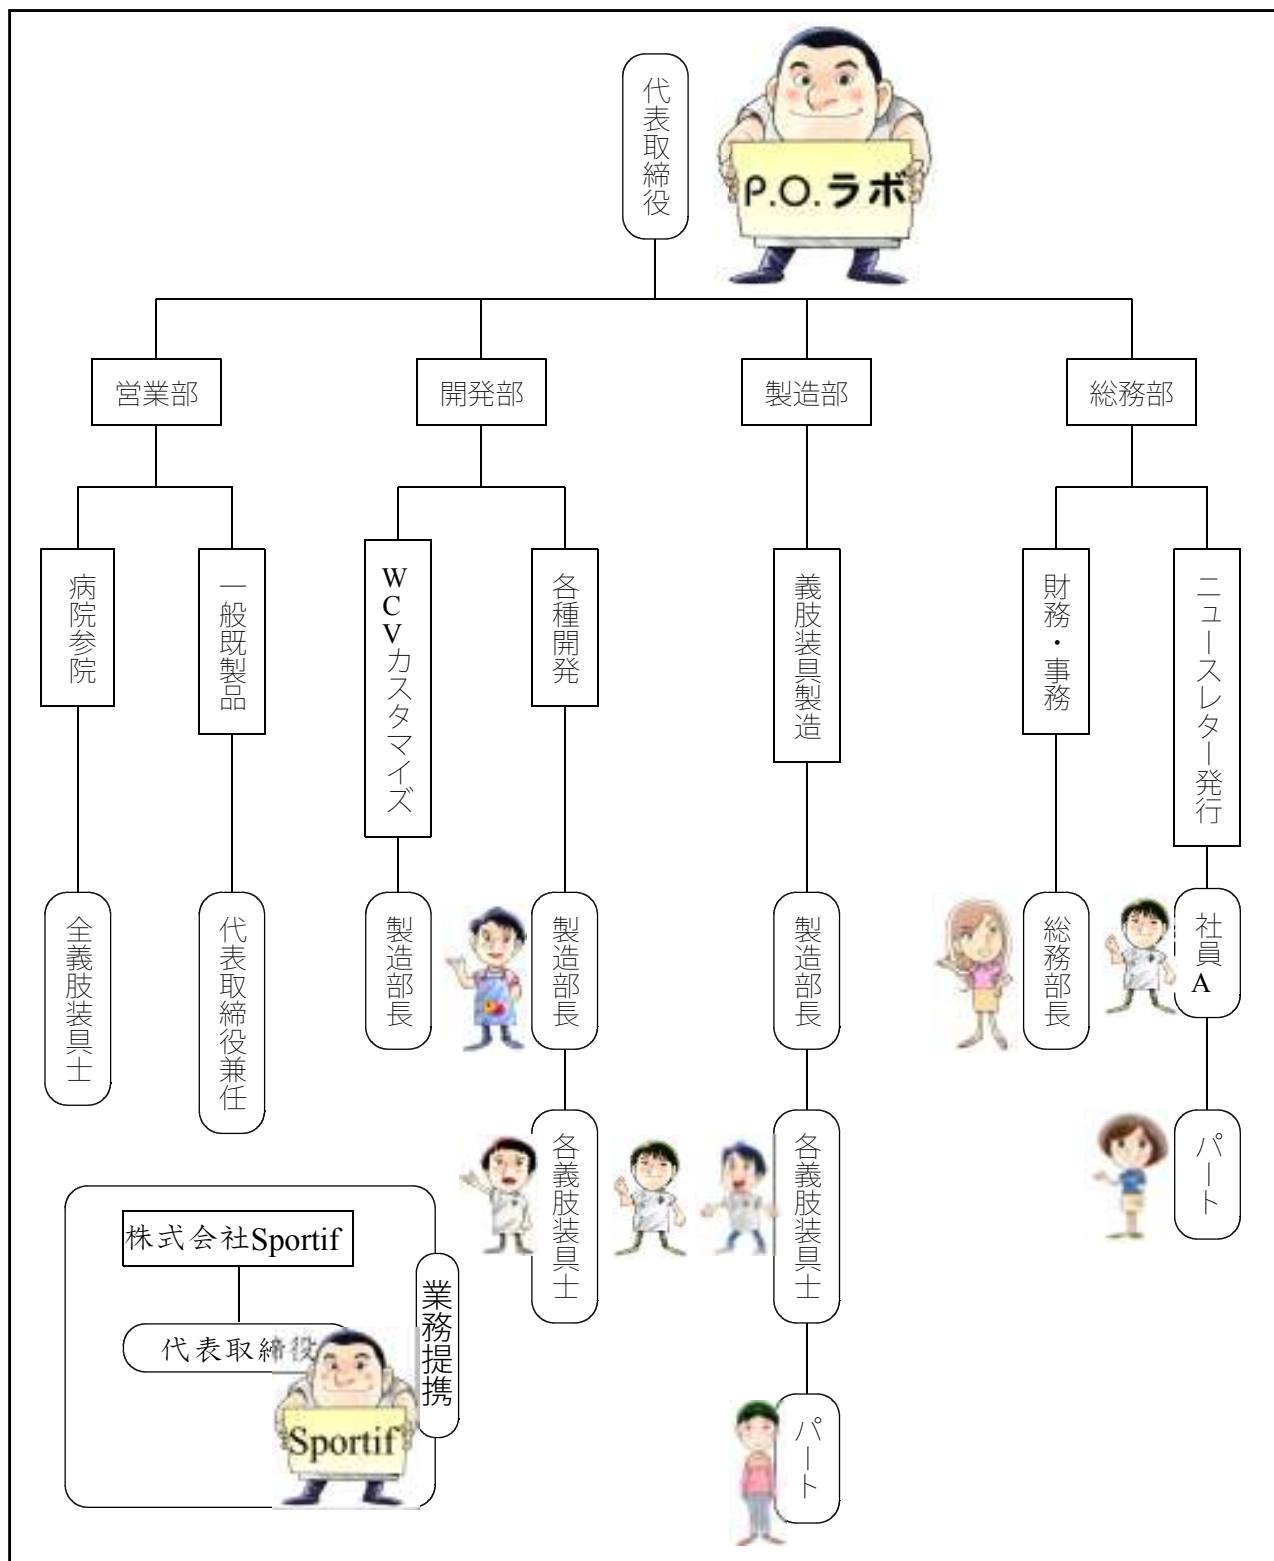 代表取締役
P.O.ラボ
営業部
開発部
製造部
総務部
病院参院
一般既製品
WCVカスタマイズ
各種開発
義肢装具製造
財務・事務
ニュースレター発行
全義肢装具士
代表取締役兼任
製造部長
製造部長
製造部長
総務部長
社員A
各義肢装具士
各義肢装具士
パート
パート
株式会社Sportif
代表取締役
業務提携
Sportif